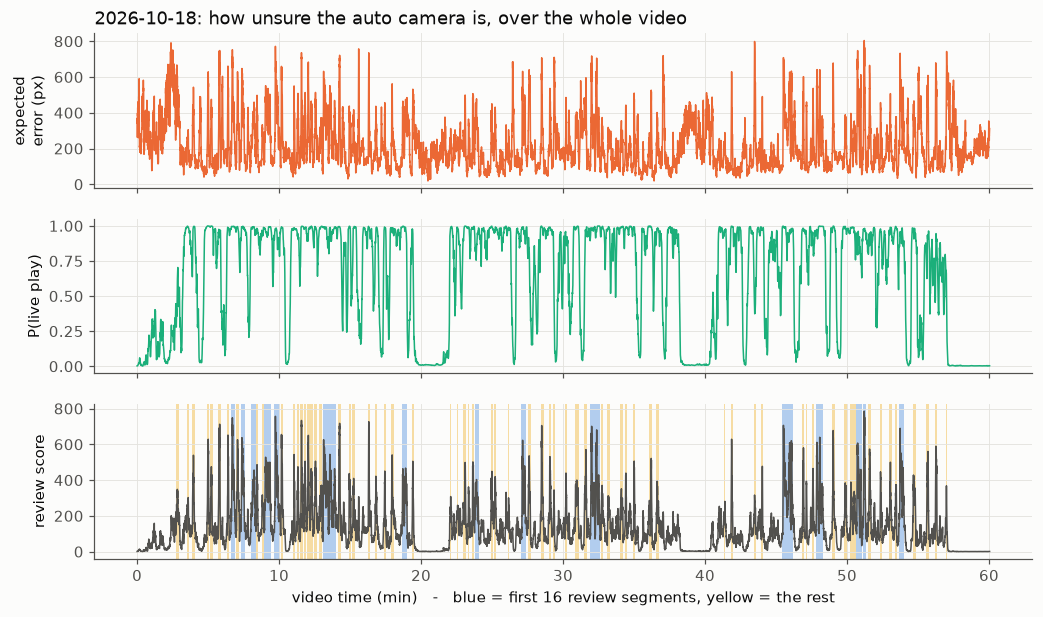 2026-10-18: how unsure the auto camera is, over the whole video
800
600
400
200
0
expected
error (px)
1.00
0.75
0.50
0.25
0.00
P(live play)
800
600
400
200
0
review score
0 10 20 30 40 50 60
video time (min) - blue = first 16 review segments, yellow = the rest